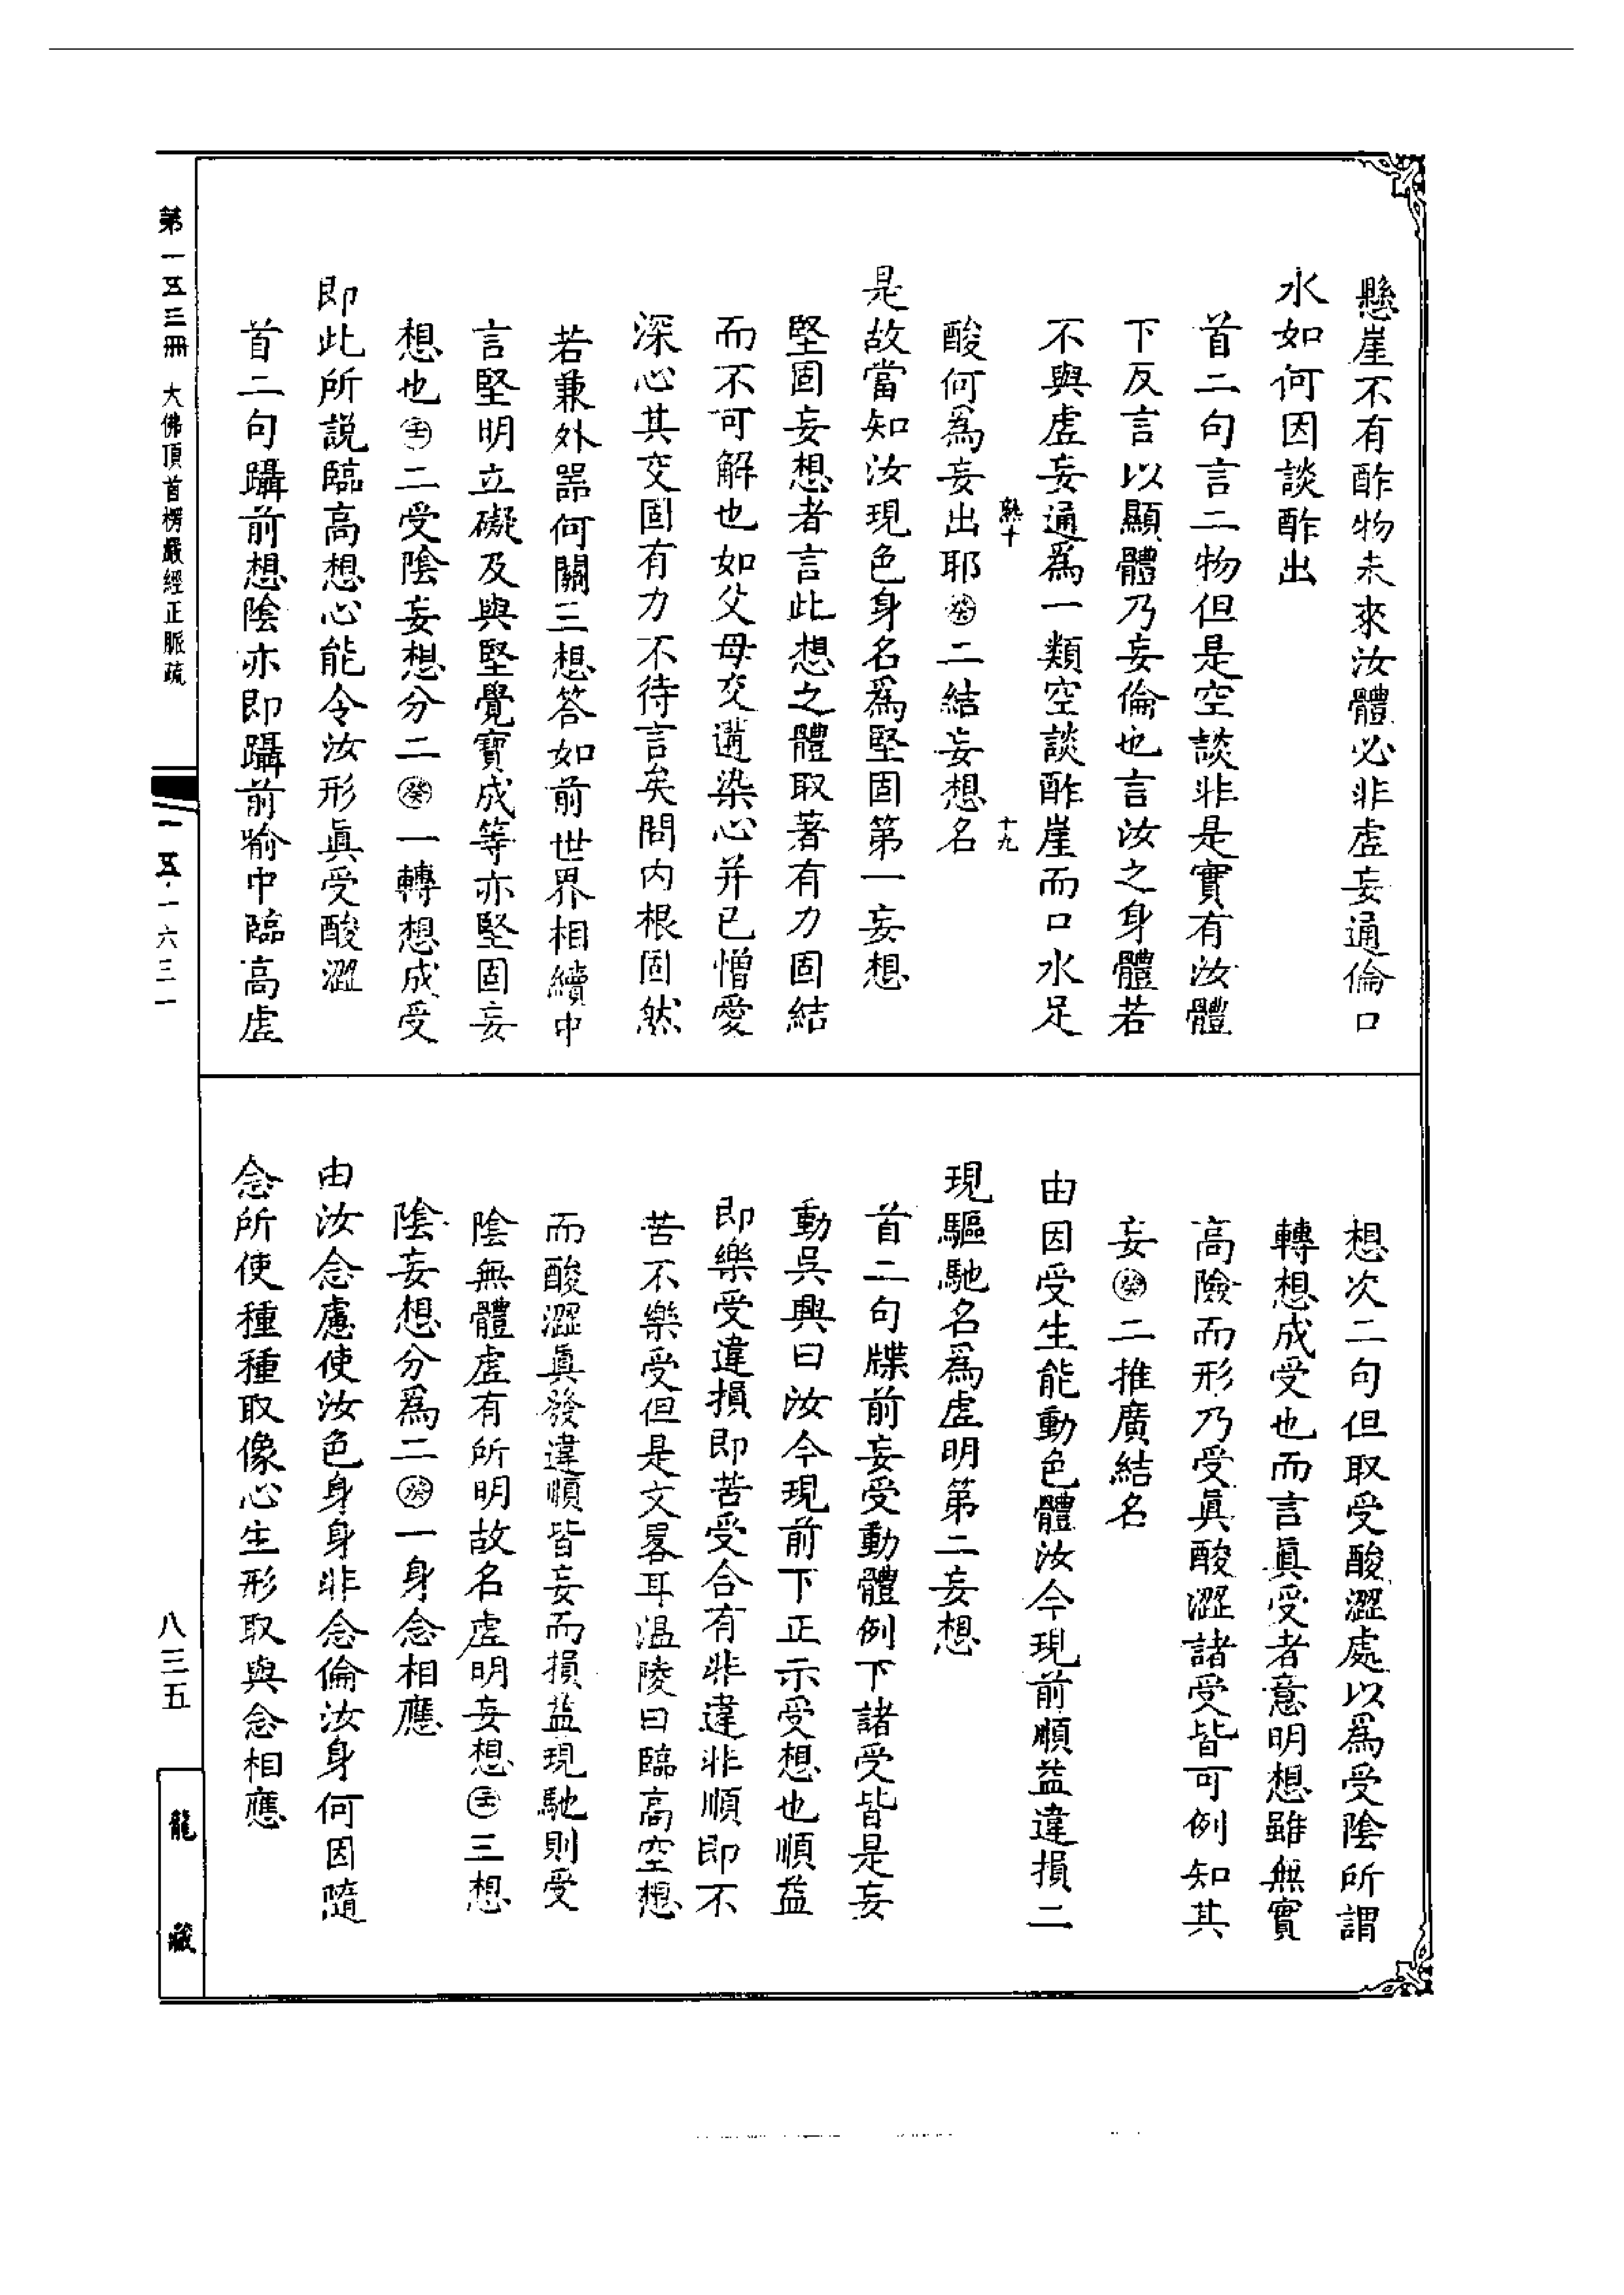 懸崖不有酢物未來汝體必非虛妄通倫口
水如何因談酢出
首二句言二物但是空談非是實有汝體
下反言以顯體乃妄倫也言汝之身體若
不與虛妄通爲一類空談酢崖而口水足
熟十
十九
酸何爲妄出耶㊝二結妄想名
是故當知汝現色身名爲堅固第一妄想
堅固妄想者言此想之體取著有力固結
而不可解也如父母交遘染心并已憎愛
深心其交固有力不待言矣問內根固然
若兼外器何關三想答如前世界相續中
言堅明立礙及與堅覺寶成等亦堅固妄
想也㊋二受陰妄想分二癸一轉想成受
即此所說臨高想心能令汝形眞受酸澀
首二句躡前想陰亦即躡前喻中臨高虛
想次二句但取受酸澀處以爲受陰所謂
轉想成受也而言眞受者意明想雖無實
高險而形乃受眞酸澀諸受皆可例知其
妄癸二推廣結名
由因受生能動色體汝今現前順益違損二
現驅馳名爲虛明第二妄想
首二句牒前妄受動體例下諸受皆是妄
動吳興曰汝今現前下正示受想也順益
即樂受違損即苦受合有非違非順即不
苦不樂受但是文畧耳溫陵曰臨高空想
而酸澀眞發違順皆妄而損益現馳則受
陰無體虛有所明故名虛明妄想壬三想
陰妄想分爲二癸一身念相應
由汝念慮使汝色身身非念倫汝身何因隨
念所使種種取像心生形取與念相應
第一五三冊 大佛頂首楞嚴經正脈疏
一五·一六三一
八三五
龍藏